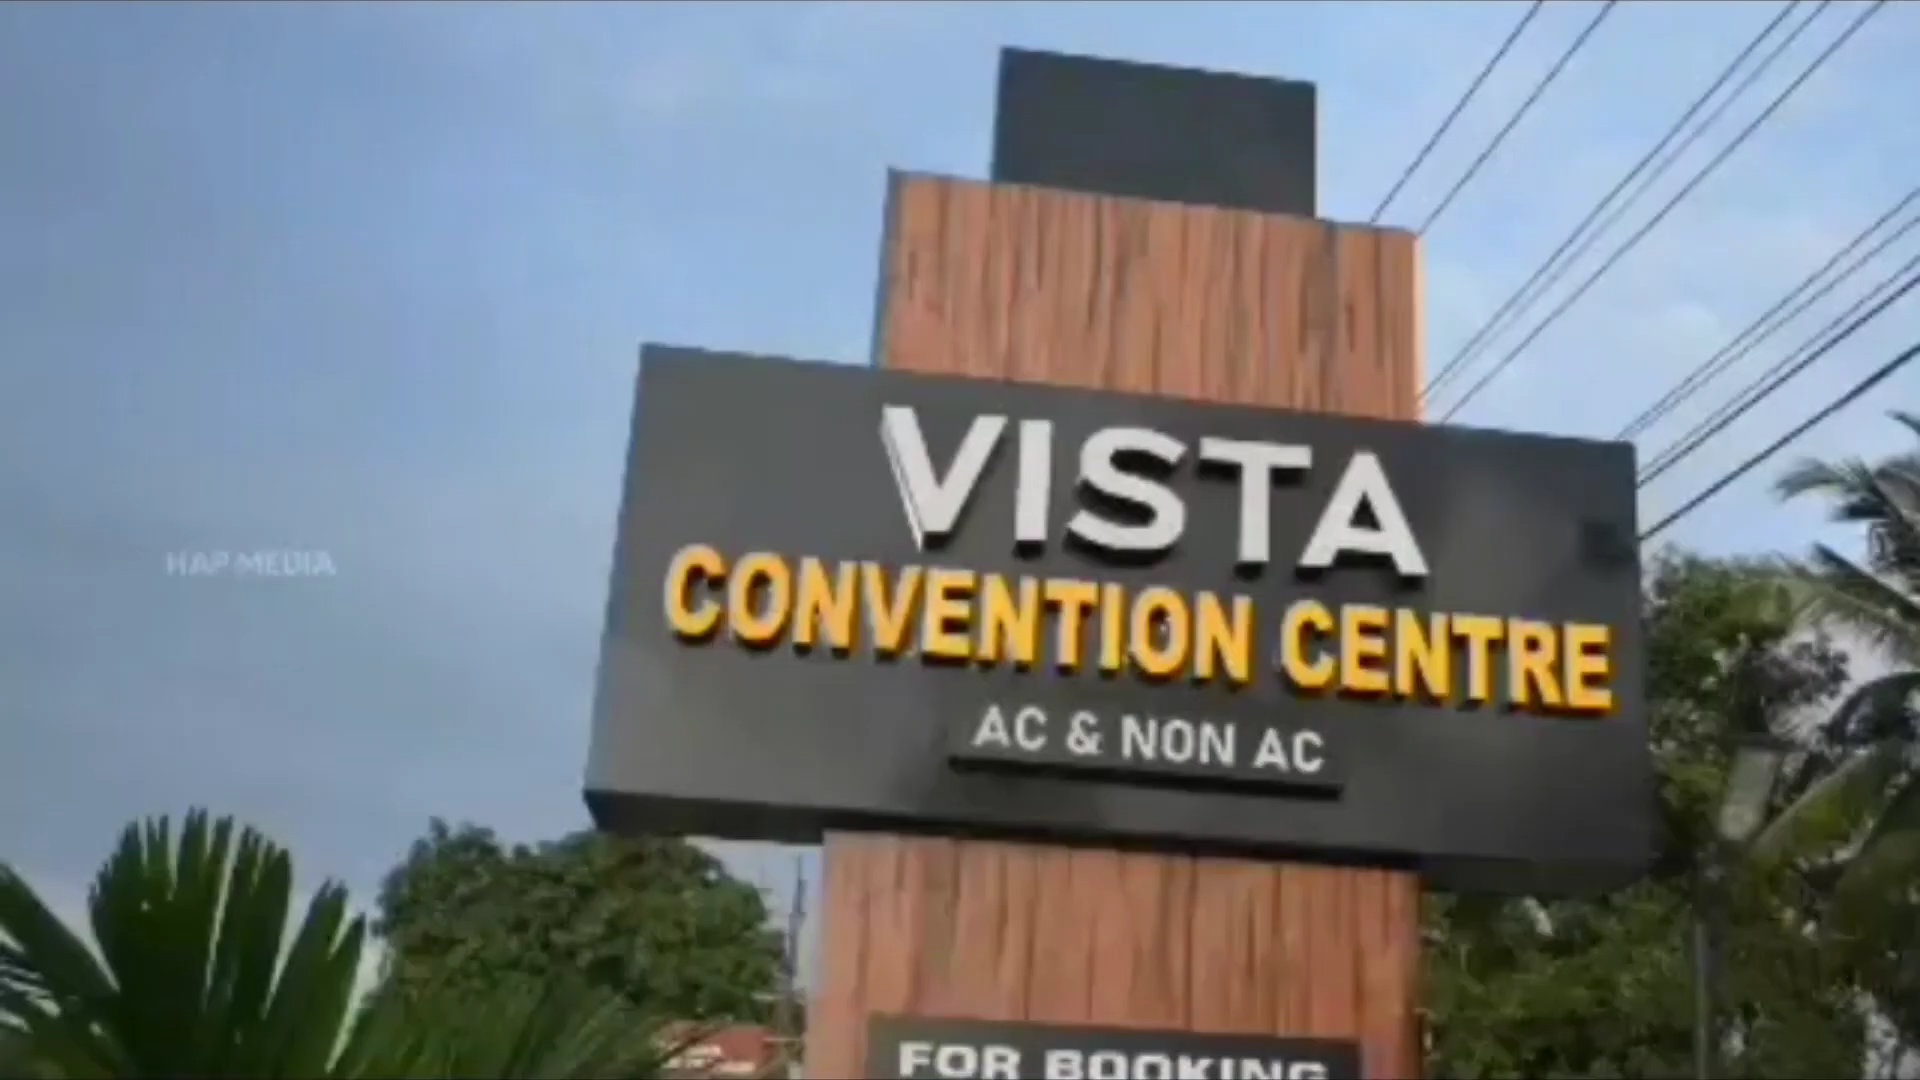 VISTA
CONVENTION CENTRE
AC & NON AC
HAP MEDIA
FOR BOOKING